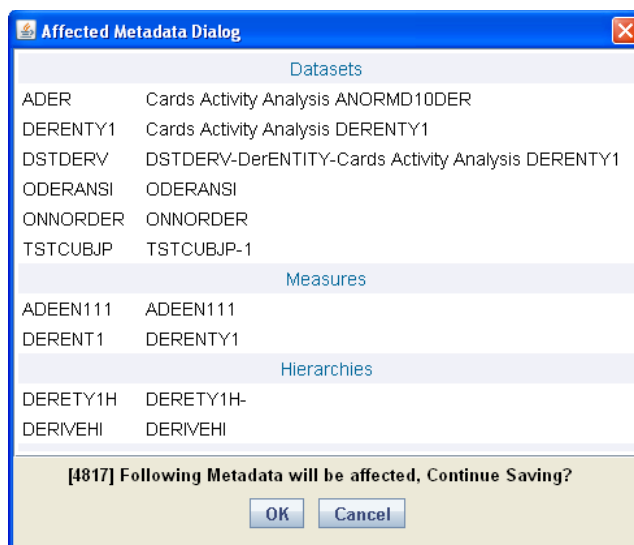 Affected Metadata Dialog
Datasets
ADER Cards Activity Analysis ANORMD10DER
DERENTY1 Cards Activity Analysis DERENTY1
DSTDERV DSTDERV-DerENTITY-Cards Activity Analysis DERENTY1
ODERANSI ODERANSI
ONNORDER ONNORDER
TSTCUBJP TSTCUBJP-1
Measures
ADEEN111 ADEEN111
DERENT1 DERENTY1
Hierarchies
DERETY1H DERETY1H-
DERIVEHI DERIVEHI
[4817] Following Metadata will be affected, Continue Saving?
OK Cancel